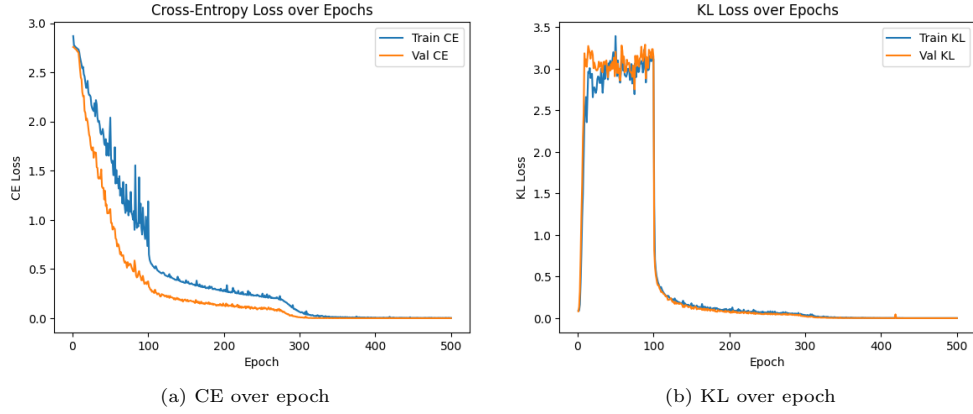 Cross-Entropy Loss over Epochs
3.0
2.5
2.0
1.5
1.0
0.5
0.0
CE Loss
Train CE
Val CE
0 100 200 300 400 500
Epoch
(a) CE over epoch
KL Loss over Epochs
3.5
3.0
2.5
2.0
1.5
1.0
0.5
0.0
KL Loss
Train KL
Val KL
0 100 200 300 400 500
Epoch
(b) KL over epoch